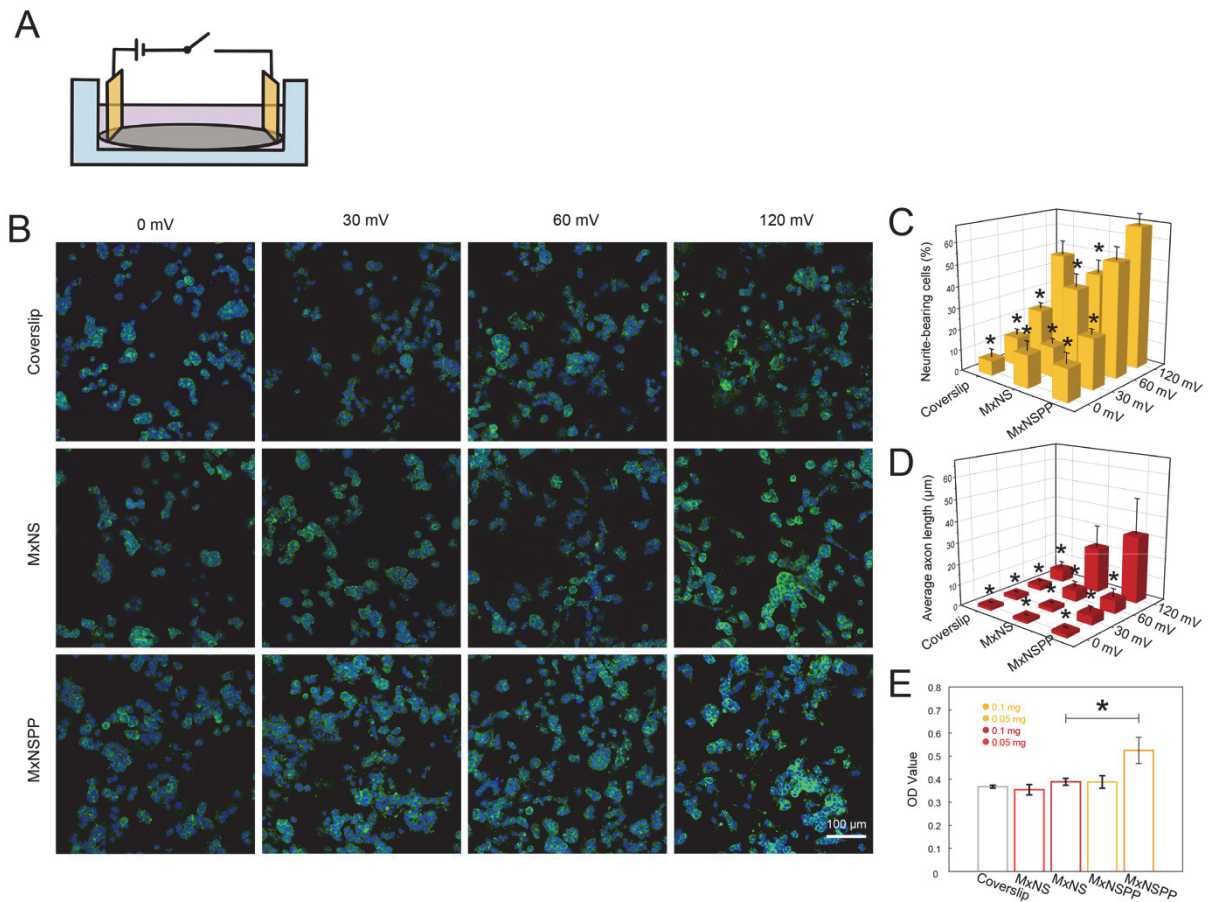 A
B
0 mV
30 mV
60 mV
120 mV
Coverslip
MxNS
MxNSPP
100 µm
C
Neurite-bearing cells (%)
60
50
40
30
20
10
0
*
*
*
*
*
*
*
*
*
Coverslip
MxNS
MxNSPP
0 mV
30 mV
60 mV
120 mV
D
Average axon length (µm)
60
50
40
30
20
10
0
*
*
*
*
*
*
*
*
*
*
Coverslip
MxNS
MxNSPP
0 mV
30 mV
60 mV
120 mV
E
OD Value
0.8
0.7
0.6
0.5
0.4
0.3
0.2
0.1
0
0.1 mg
0.05 mg
0.1 mg
0.05 mg
*
Coverslip
MxNS
MxNS
MxNSPP
MxNSPP